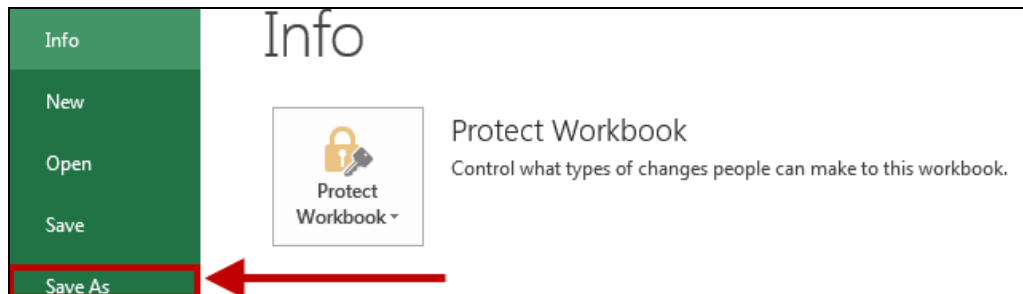 Info
New
Open
Save
Save As
Info
Protect
Workbook
Protect Workbook
Control what types of changes people can make to this workbook.